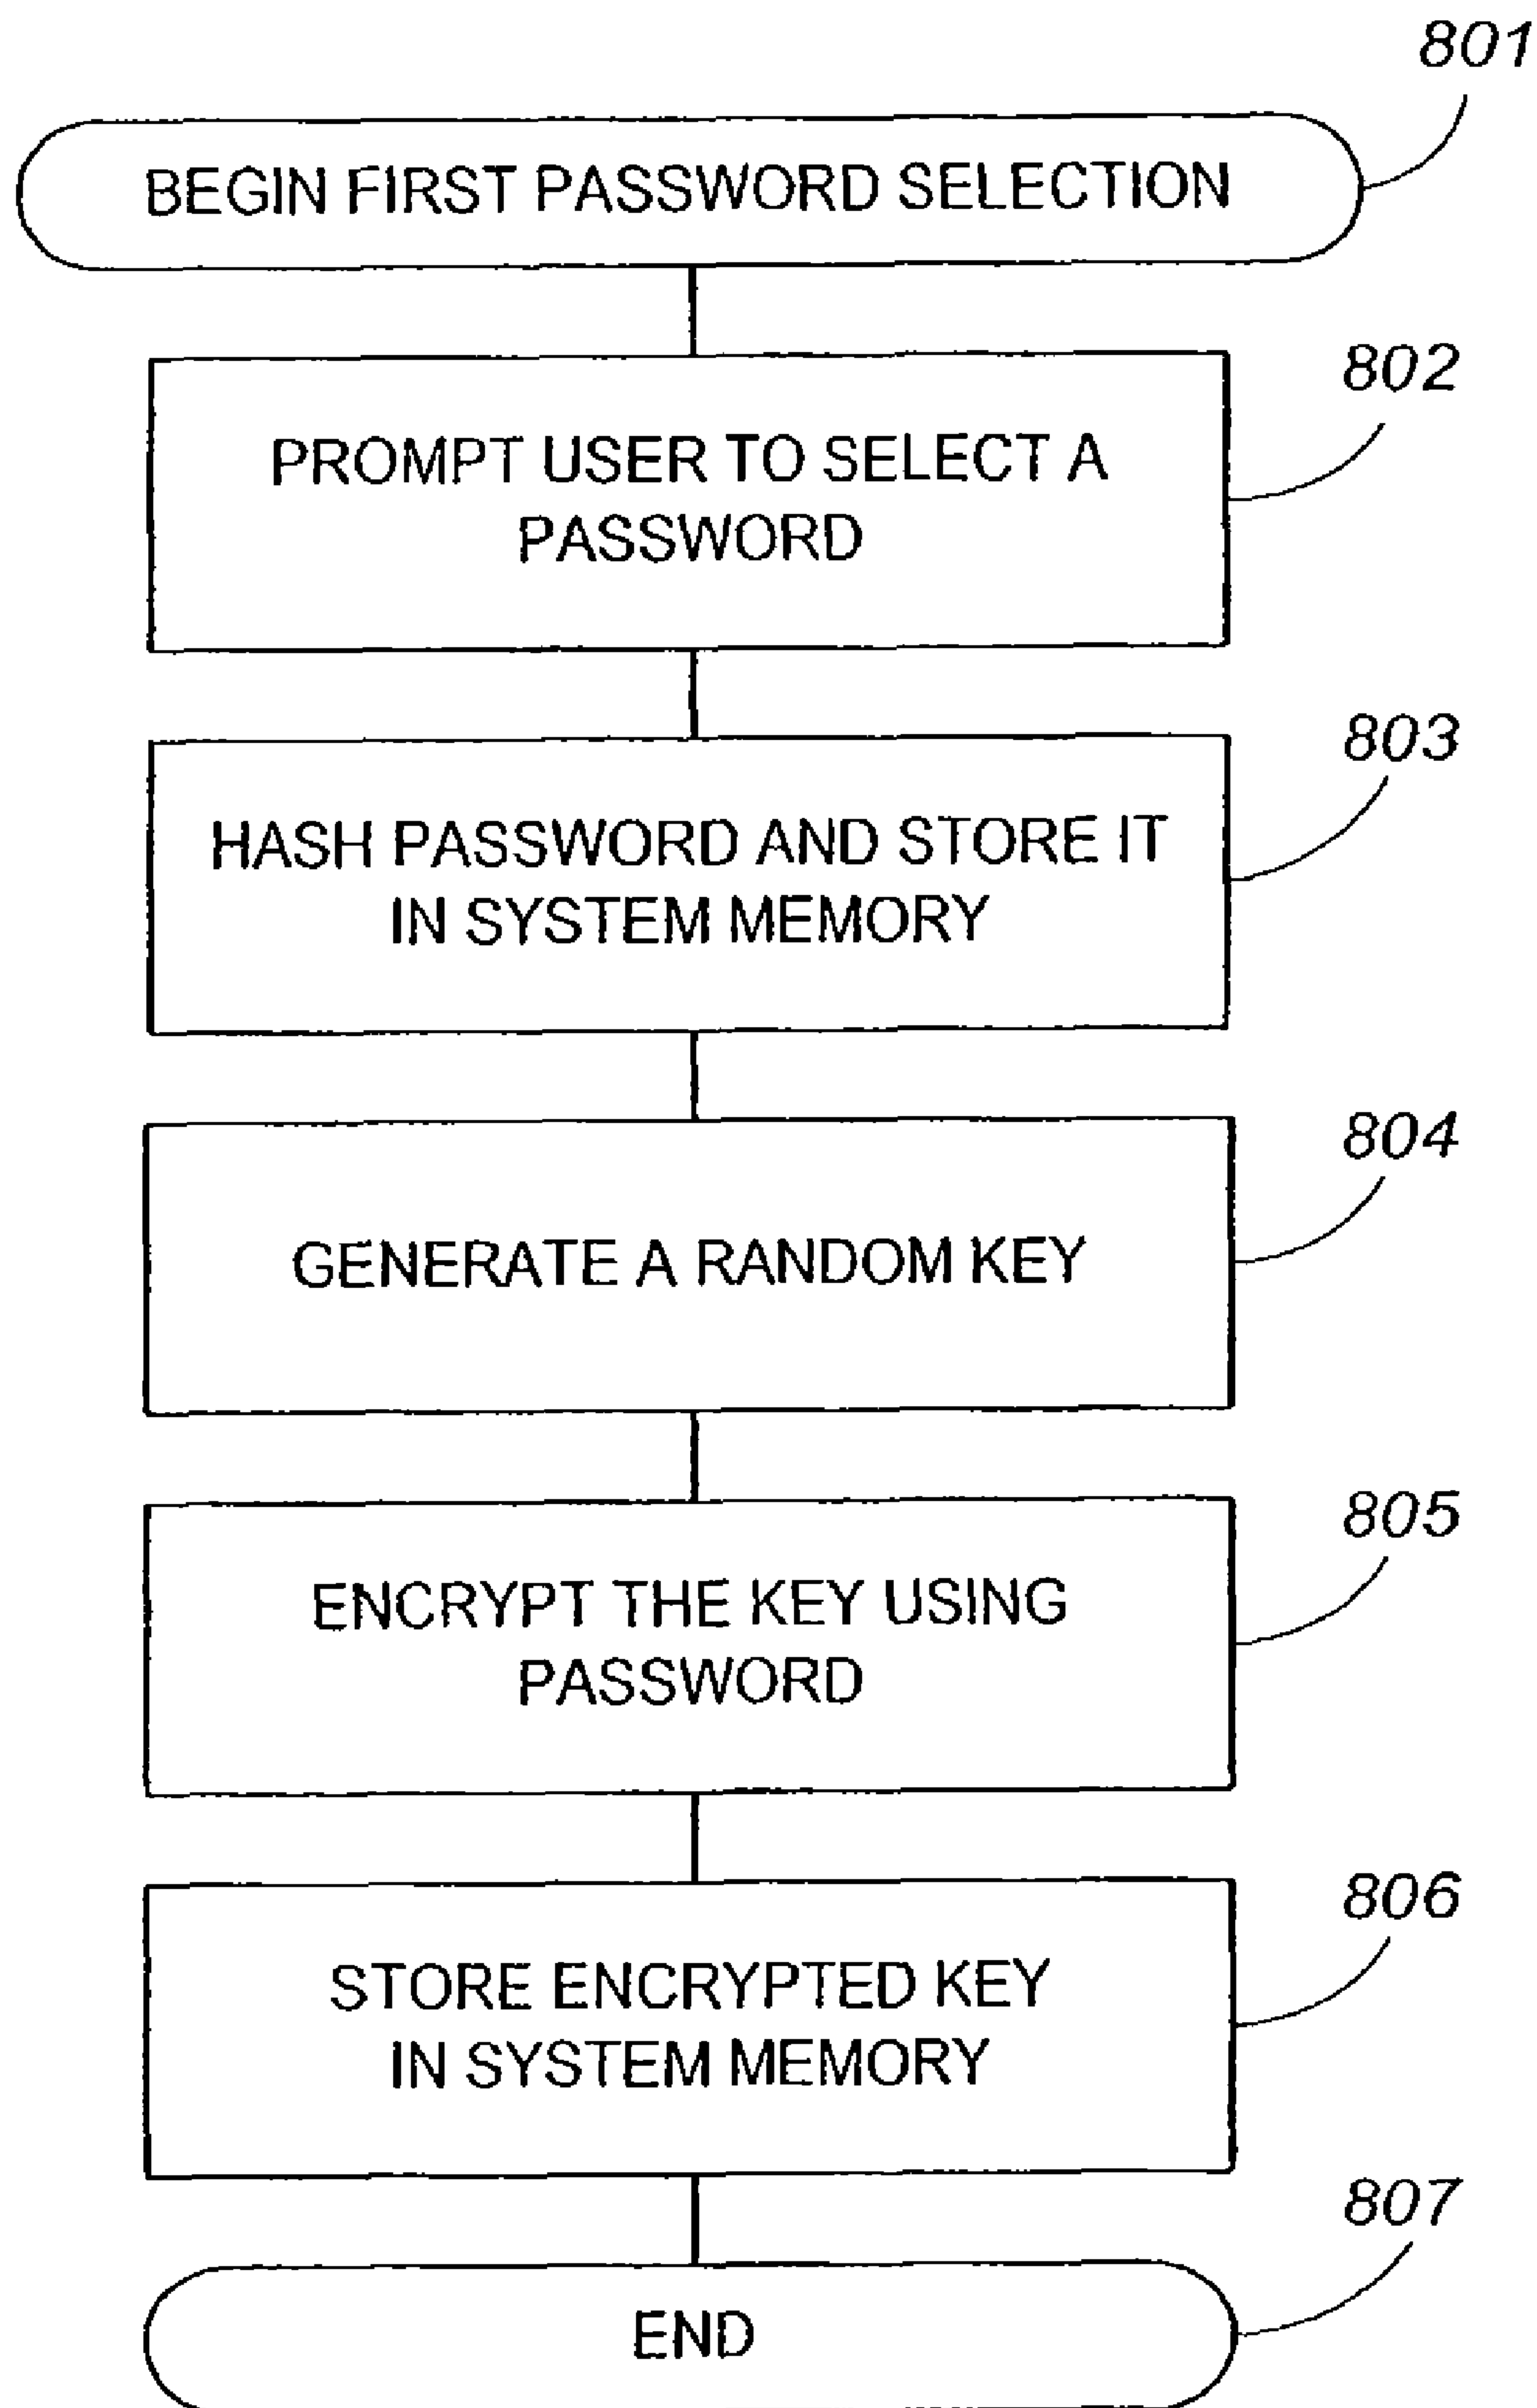 801
BEGIN FIRST PASSWORD SELECTION
802
PROMPT USER TO SELECT A
PASSWORD
803
HASH PASSWORD AND STORE IT
IN SYSTEM MEMORY
804
GENERATE A RANDOM KEY
805
ENCRYPT THE KEY USING
PASSWORD
806
STORE ENCRYPTED KEY
IN SYSTEM MEMORY
807
END